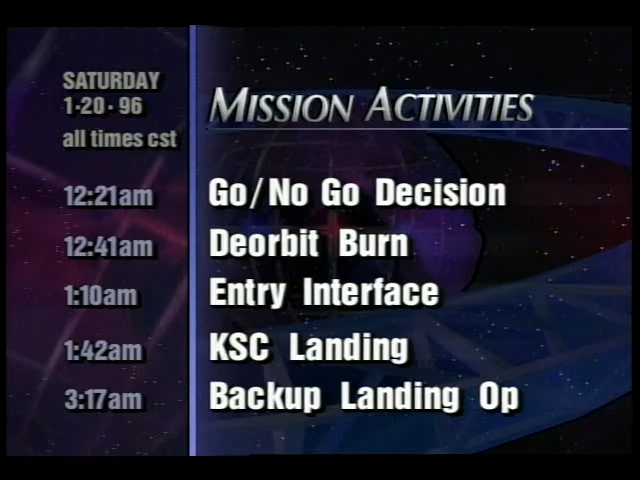 SATURDAY
1-20-96
all times cst
MISSION ACTIVITIES
12:21am Go/No Go Decision
12:41am Deorbit Burn
1:10am Entry Interface
1:42am KSC Landing
3:17am Backup Landing Op